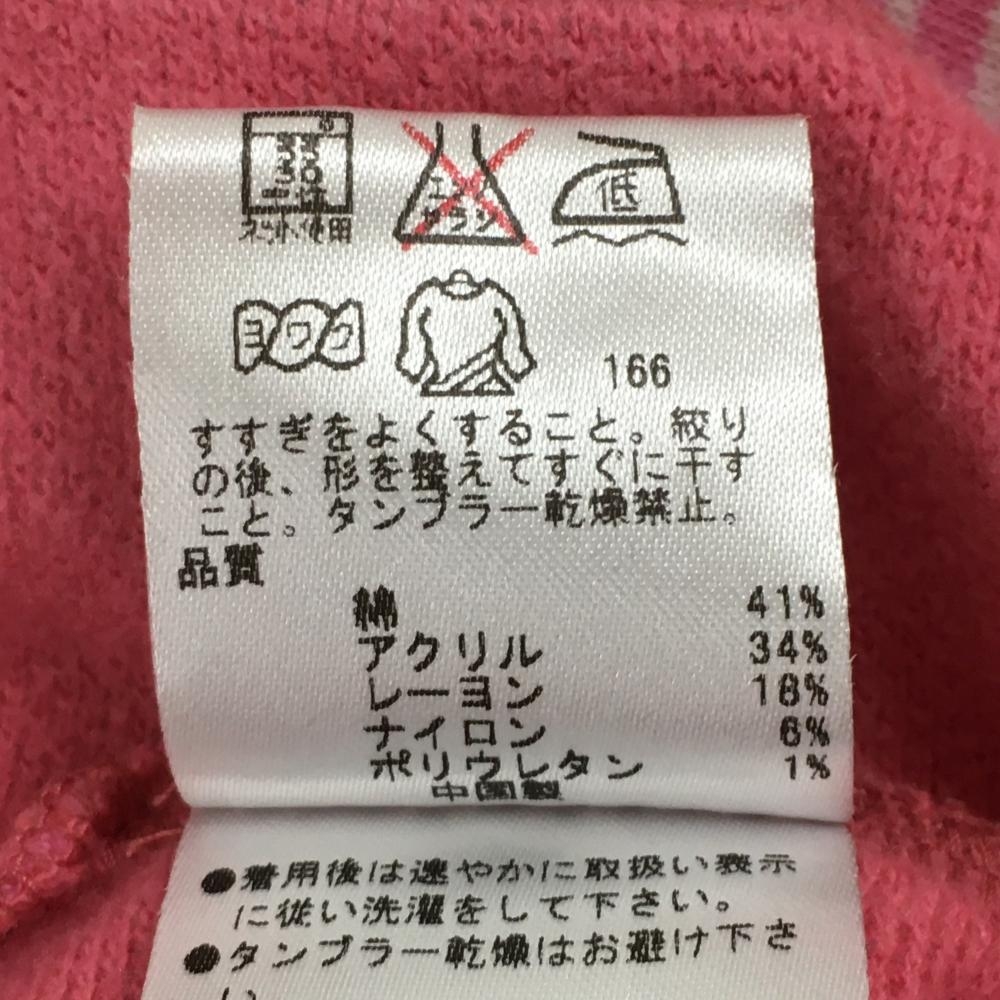 弱
30
ネット使用
エンソ
サラシ
低
ヨワク
166
すすぎをよくすること。絞り
の後、形を整えてすぐに干す
こと。タンブラー乾燥禁止。
品質
綿 41%
アクリル 34%
レーヨン 18%
ナイロン 6%
ポリウレタン 1%
中国製
●着用後は速やかに取扱い表示
に従い洗濯をして下さい。
●タンブラー乾燥はお避け下さ
い